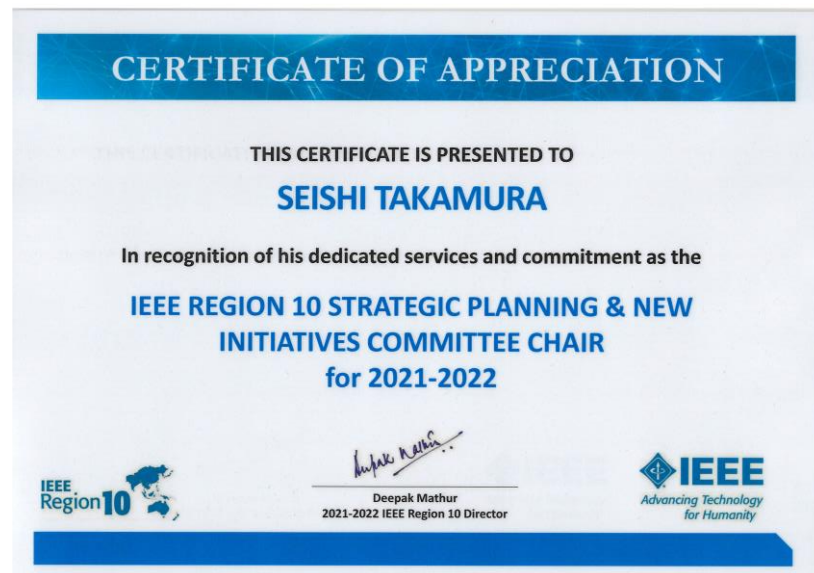 CERTIFICATE OF APPRECIATION
THIS CERTIFICATE IS PRESENTED TO
SEISHI TAKAMURA
In recognition of his dedicated services and commitment as the
IEEE REGION 10 STRATEGIC PLANNING & NEW
INITIATIVES COMMITTEE CHAIR
for 2021-2022
Deepak Mathur
2021-2022 IEEE Region 10 Director
IEEE
Region 10
IEEE
Advancing Technology
for Humanity